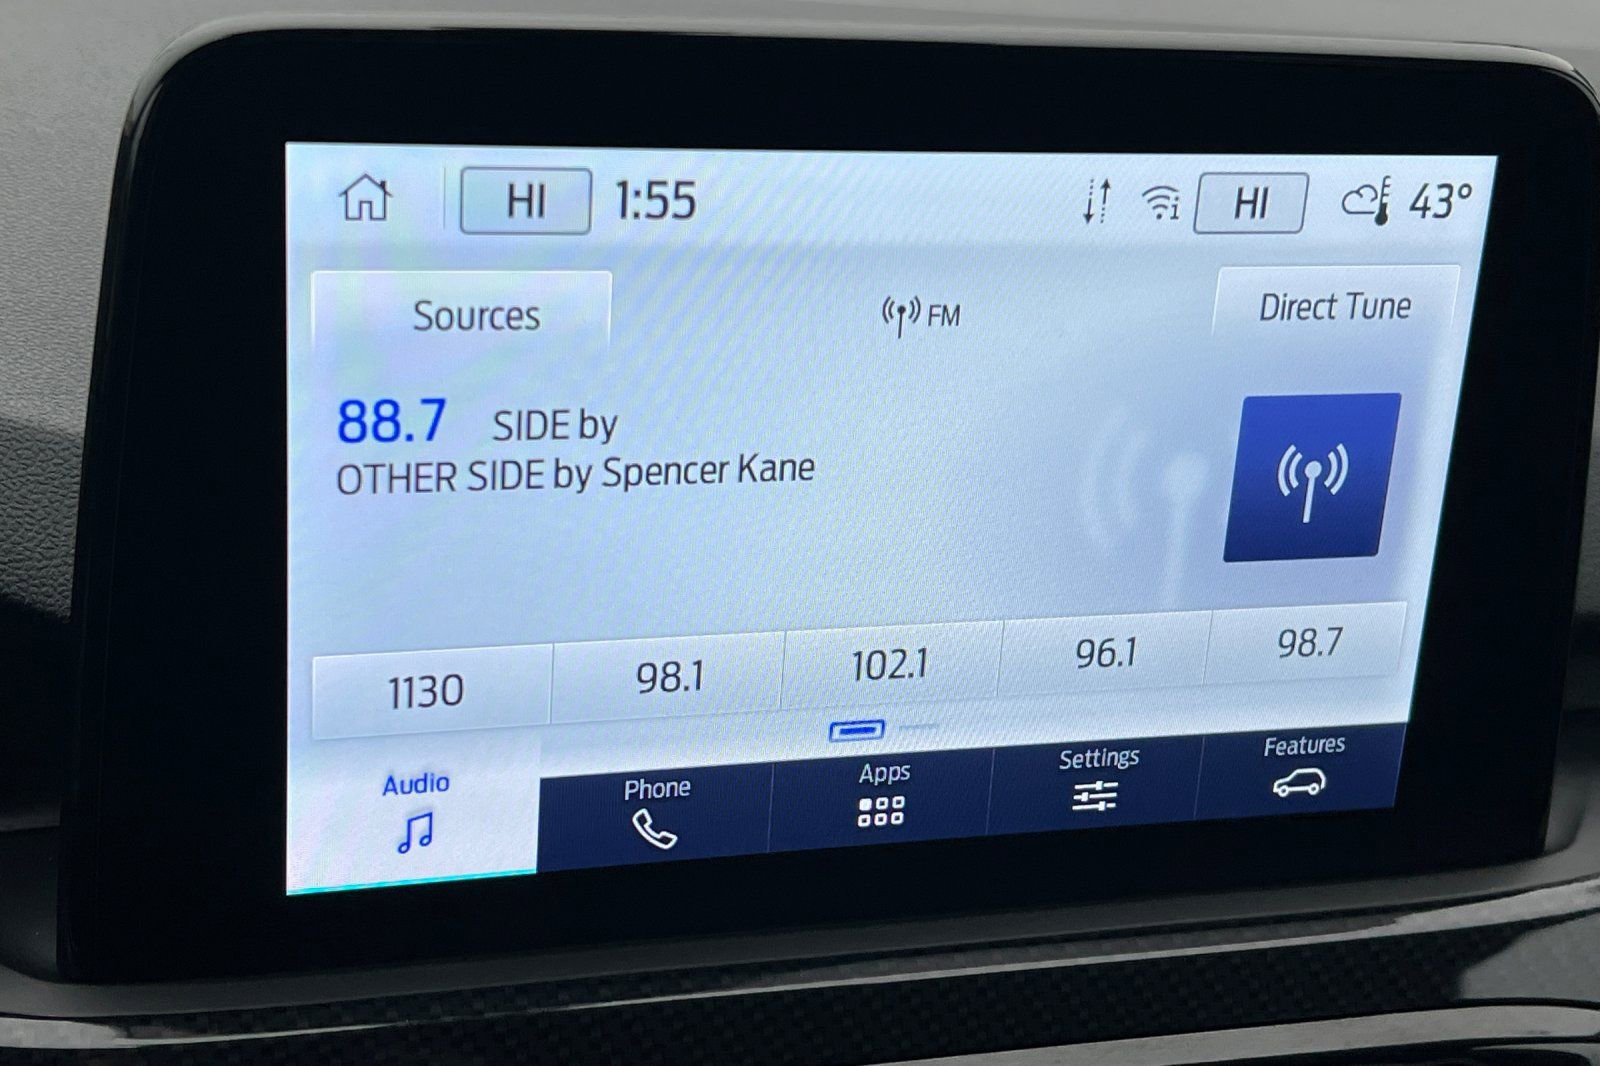 HI 1:55 HI 43°
Sources FM Direct Tune
88.7 SIDE by
OTHER SIDE by Spencer Kane
1130 98.1 102.1 96.1 98.7
Audio Phone Apps Settings Features